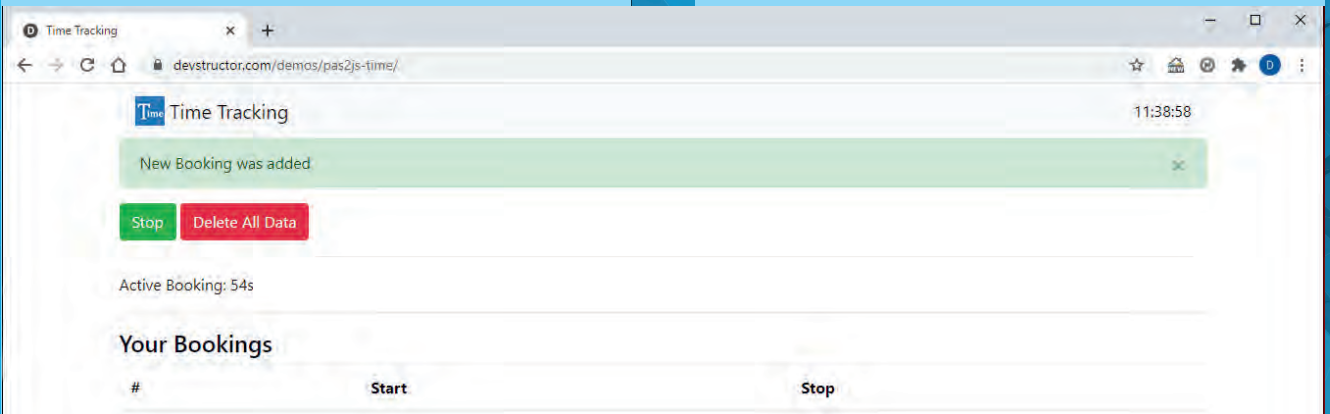 Time Tracking
devstructor.com/demos/pas2js-time/
D
Time Time Tracking 11:38:58
New Booking was added ×
Stop Delete All Data
Active Booking: 54s
Your Bookings
# Start Stop